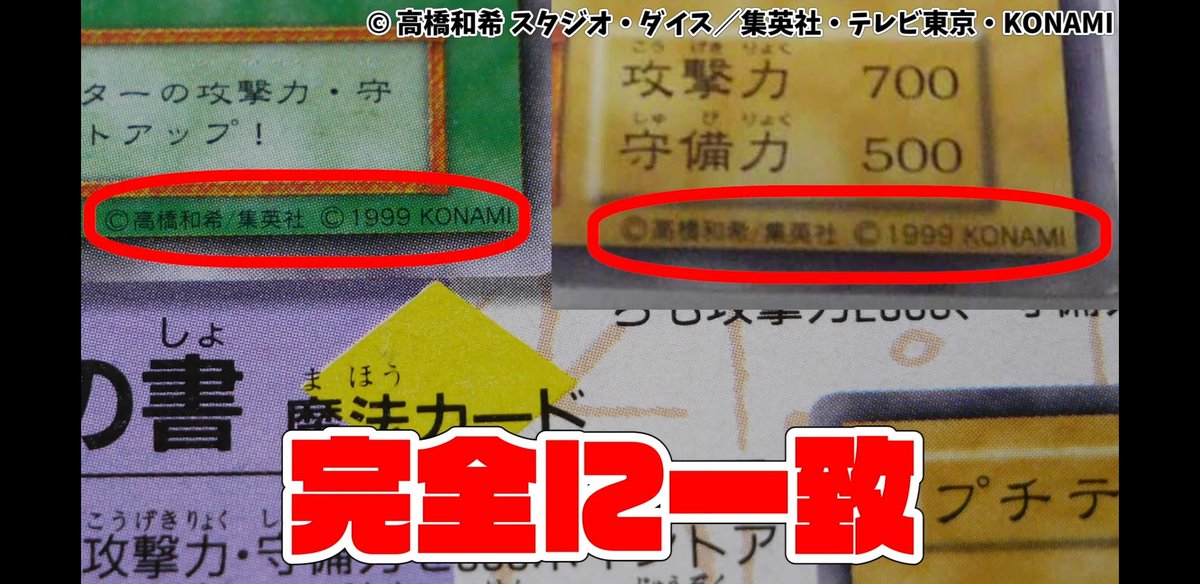 © 高橋和希 スタジオ・ダイス／集英社・テレビ東京・KONAMI
ターの攻撃力・守
トアップ！
©高橋和希/集英社 ©1999 KONAMI
こう げき りょく
攻撃力 700
しゅ び りょく
守備力 500
©高橋和希/集英社 ©1999 KONAMI
しょ
の書
まほう
魔法カード
完全に一致
プチテ
こうげきりょく
攻撃力・守備力
ントア